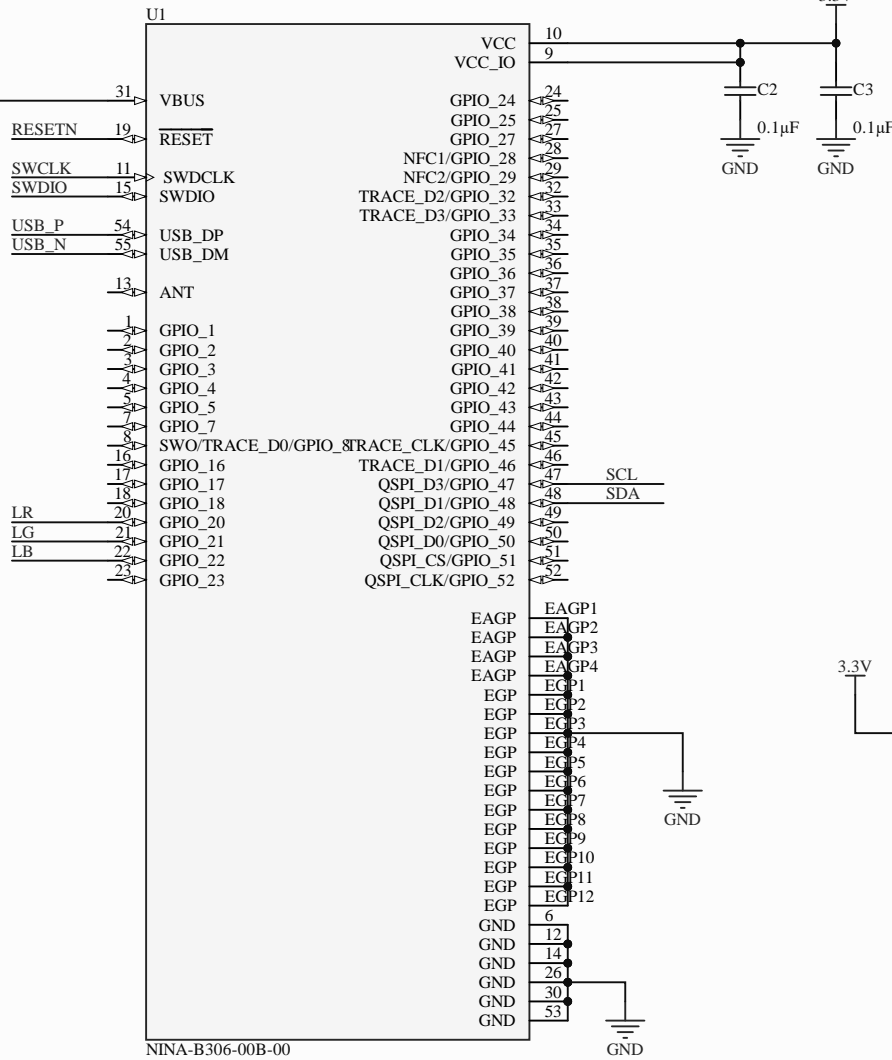 U1
VCC 10
VCC_IO 9
31 VBUS
RESETN 19 RESET
SWCLK 11 SWDCLK
SWDIO 15 SWDIO
USB_P 54 USB_DP
USB_N 55 USB_DM
13 ANT
1 GPIO_1
2 GPIO_2
3 GPIO_3
4 GPIO_4
5 GPIO_5
7 GPIO_7
8 SWO/TRACE_D0/GPIO_8
16 GPIO_16
17 GPIO_17
18 GPIO_18
LR 20 GPIO_20
LG 21 GPIO_21
LB 22 GPIO_22
23 GPIO_23
GPIO_24 24
GPIO_25 25
GPIO_27 27
NFC1/GPIO_28 28
NFC2/GPIO_29 29
TRACE_D2/GPIO_32 32
TRACE_D3/GPIO_33 33
GPIO_34 34
GPIO_35 35
GPIO_36 36
GPIO_37 37
GPIO_38 38
GPIO_39 39
GPIO_40 40
GPIO_41 41
GPIO_42 42
GPIO_43 43
GPIO_44 44
TRACE_CLK/GPIO_45 45
TRACE_D1/GPIO_46 46
QSPI_D3/GPIO_47 47 SCL
QSPI_D1/GPIO_48 48 SDA
QSPI_D2/GPIO_49 49
QSPI_D0/GPIO_50 50
QSPI_CS/GPIO_51 51
QSPI_CLK/GPIO_52 52
EAGP EAGP1
EAGP EAGP2
EAGP EAGP3
EAGP EAGP4
EGP EGP1
EGP EGP2
EGP EGP3
EGP EGP4
EGP EGP5
EGP EGP6
EGP EGP7
EGP EGP8
EGP EGP9
EGP EGP10
EGP EGP11
EGP EGP12
GND 6
GND 12
GND 14
GND 26
GND 30
GND 53
NINA-B306-00B-00
C2
0.1µF
GND
C3
0.1µF
GND
3.3V
GND
GND